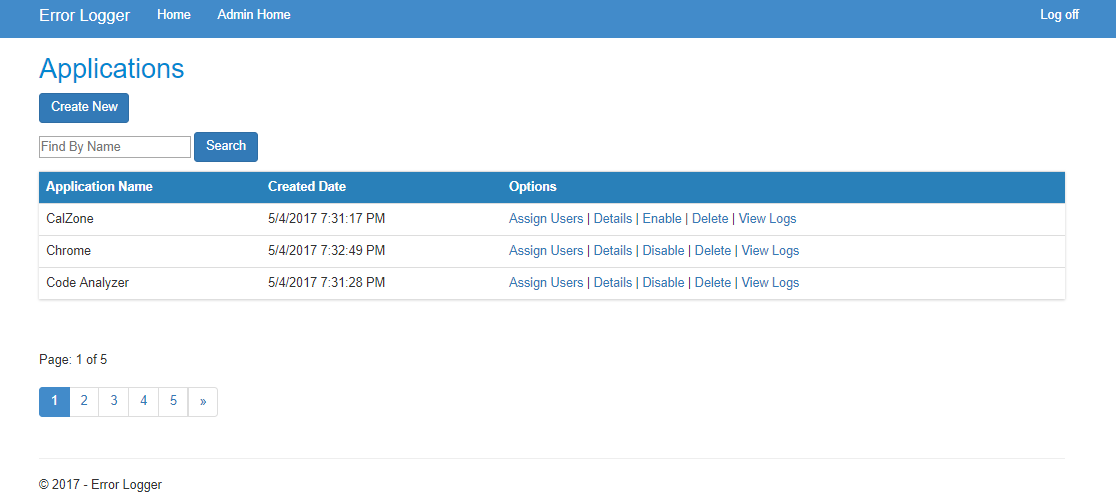 Error Logger Home Admin Home Log off
Applications
Create New
Find By Name Search
Application Name Created Date Options
CalZone 5/4/2017 7:31:17 PM Assign Users | Details | Enable | Delete | View Logs
Chrome 5/4/2017 7:32:49 PM Assign Users | Details | Disable | Delete | View Logs
Code Analyzer 5/4/2017 7:31:28 PM Assign Users | Details | Disable | Delete | View Logs
Page: 1 of 5
1 2 3 4 5 »
© 2017 - Error Logger